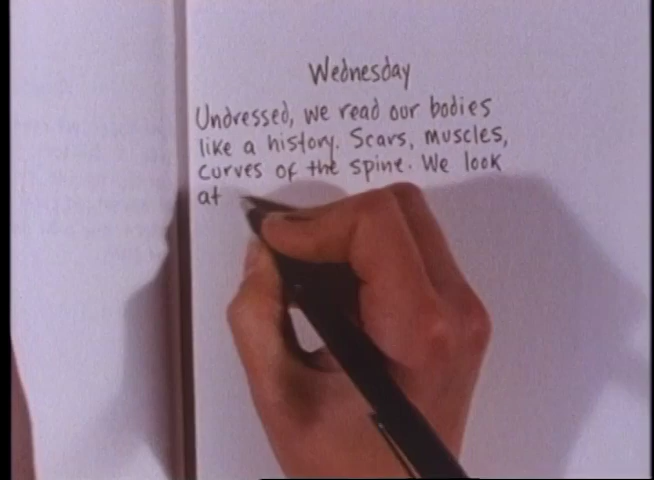 Wednesday
Undressed, we read our bodies
like a history. Scars, muscles,
curves of the spine. We look
at